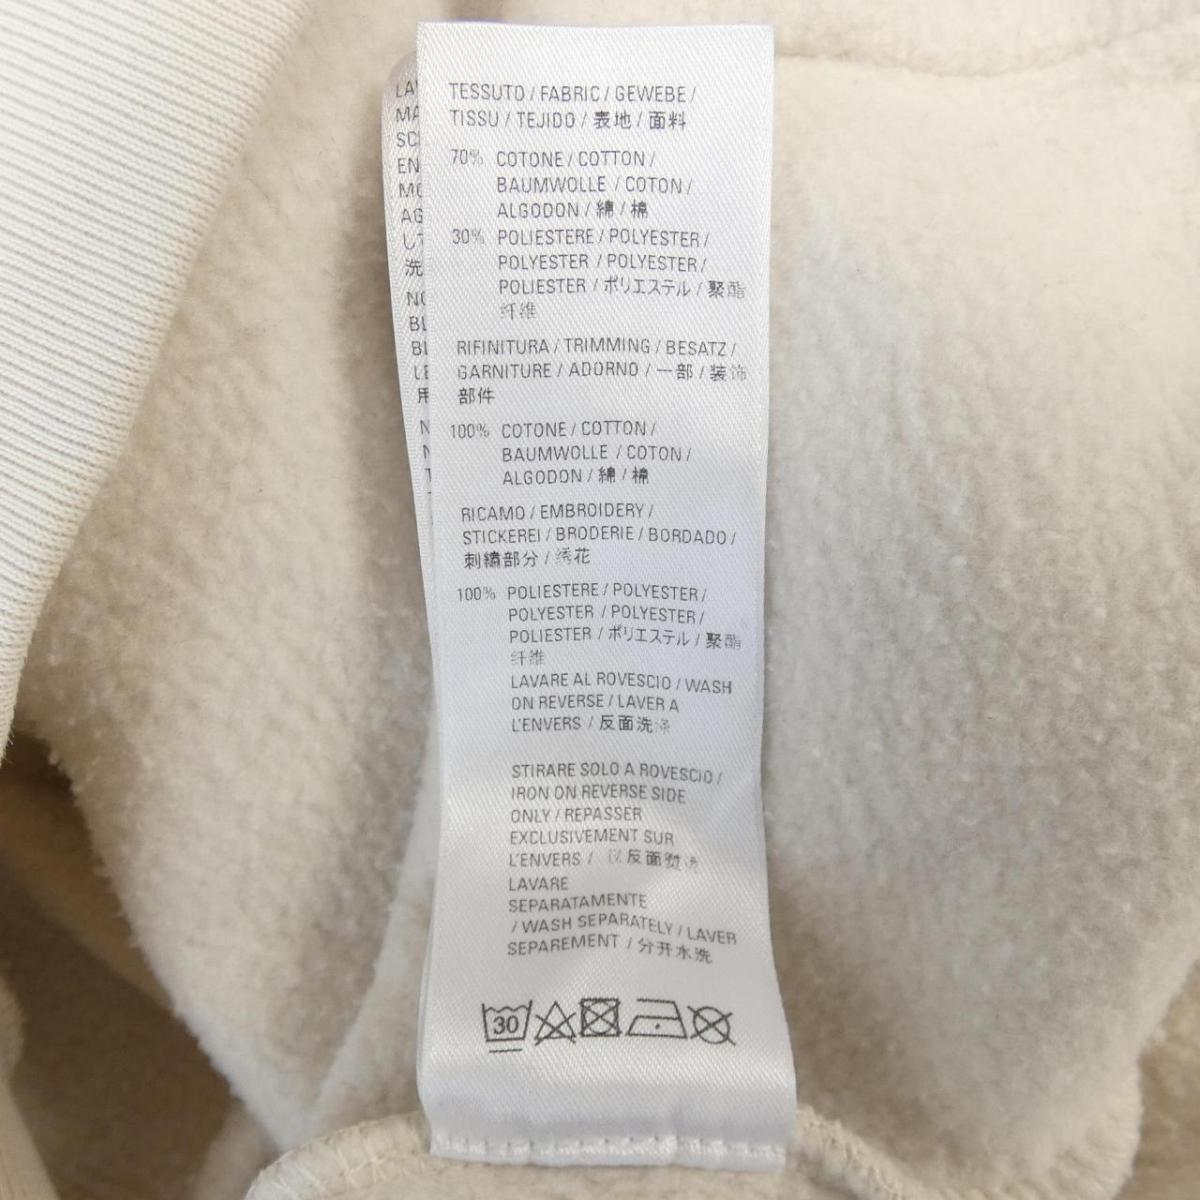 TESSUTO / FABRIC / GEWEBE /
TISSU / TEJIDO / 表地 / 面料
70% COTONE / COTTON /
BAUMWOLLE / COTON /
ALGODON / 綿 / 棉
30% POLIESTERE / POLYESTER /
POLYESTER / POLYESTER /
POLIESTER / ポリエステル / 聚酯
纤维
RIFINITURA / TRIMMING / BESATZ /
GARNITURE / ADORNO / 一部 / 装饰
部件
100% COTONE / COTTON /
BAUMWOLLE / COTON /
ALGODON / 綿 / 棉
RICAMO / EMBROIDERY /
STICKEREI / BRODERIE / BORDADO /
刺繍部分 / 绣花
100% POLIESTERE / POLYESTER /
POLYESTER / POLYESTER /
POLIESTER / ポリエステル / 聚酯
纤维
LAVARE AL ROVESCIO / WASH
ON REVERSE / LAVER A
L'ENVERS / 反面洗涤
STIRARE SOLO A ROVESCIO /
IRON ON REVERSE SIDE
ONLY / REPASSER
EXCLUSIVEMENT SUR
L'ENVERS / 仅反面熨烫
LAVARE
SEPARATAMENTE
/ WASH SEPARATELY / LAVER
SEPAREMENT / 分开水洗
30